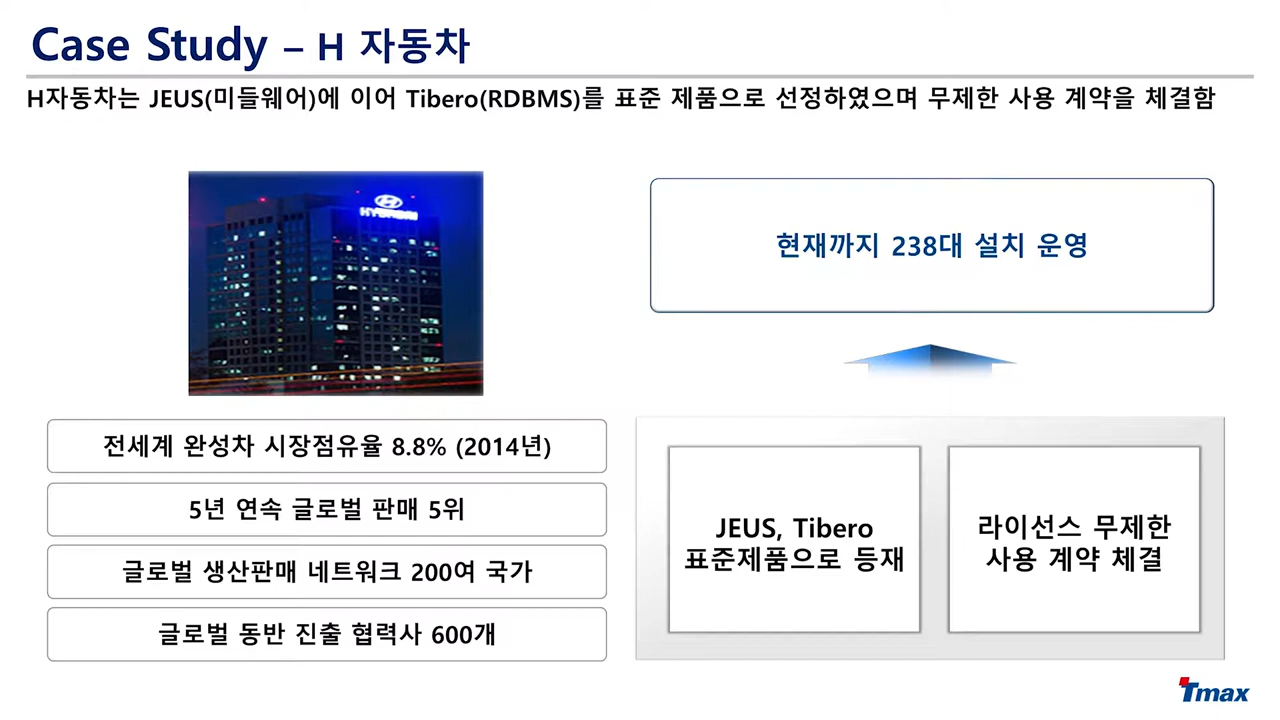 Case Study – H 자동차
H자동차는 JEUS(미들웨어)에 이어 Tibero(RDBMS)를 표준 제품으로 선정하였으며 무제한 사용 계약을 체결함
HYUNDAI
현재까지 238대 설치 운영
전세계 완성차 시장점유율 8.8% (2014년)
5년 연속 글로벌 판매 5위
글로벌 생산판매 네트워크 200여 국가
글로벌 동반 진출 협력사 600개
JEUS, Tibero
표준제품으로 등재
라이선스 무제한
사용 계약 체결
Tmax